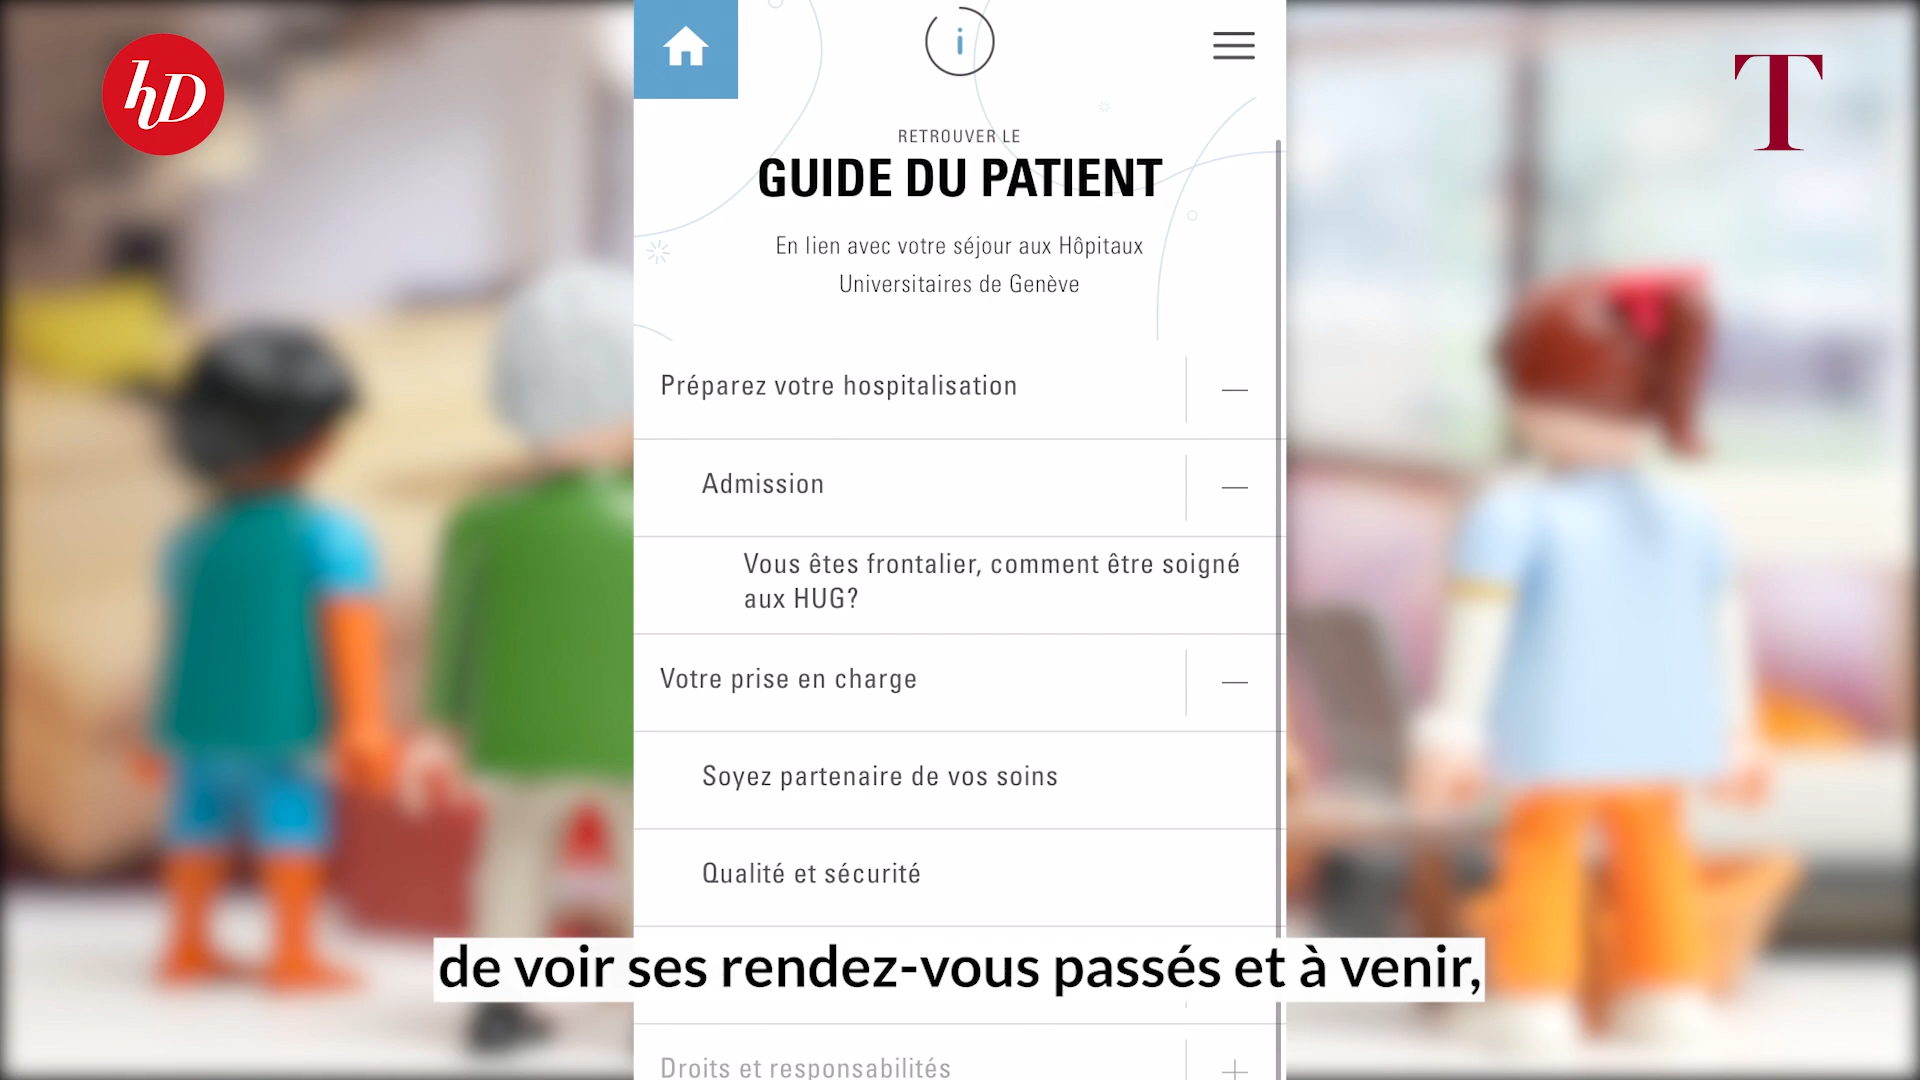 hD
T
i
RETROUVER LE
GUIDE DU PATIENT
En lien avec votre séjour aux Hôpitaux
Universitaires de Genève
Préparez votre hospitalisation
Admission
Vous êtes frontalier, comment être soigné
aux HUG?
Votre prise en charge
Soyez partenaire de vos soins
Qualité et sécurité
de voir ses rendez-vous passés et à venir,
Droits et responsabilités